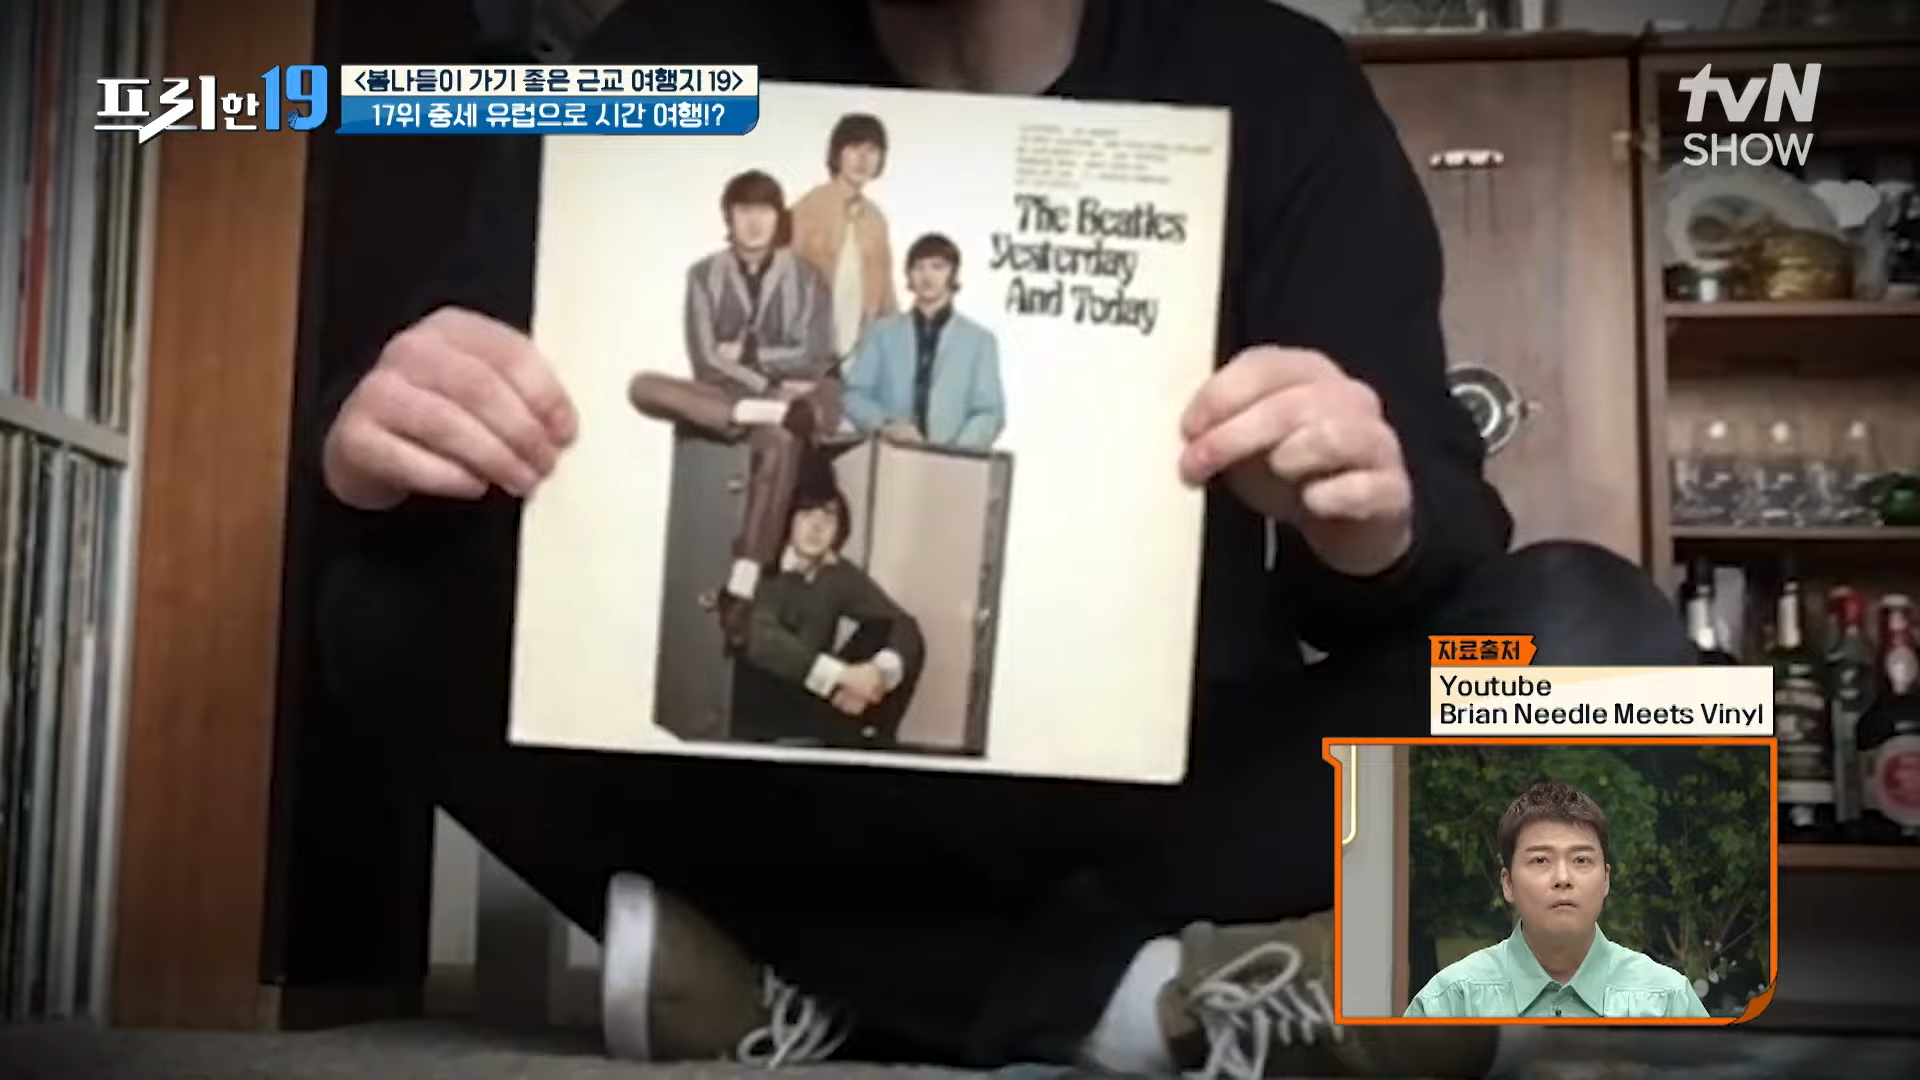 프리한19
<봄나들이 가기 좋은 근교 여행지 19>
17위 중세 유럽으로 시간 여행!?
tvN
SHOW
The Beatles
Yesterday
And Today
자료출처
Youtube
Brian Needle Meets Vinyl